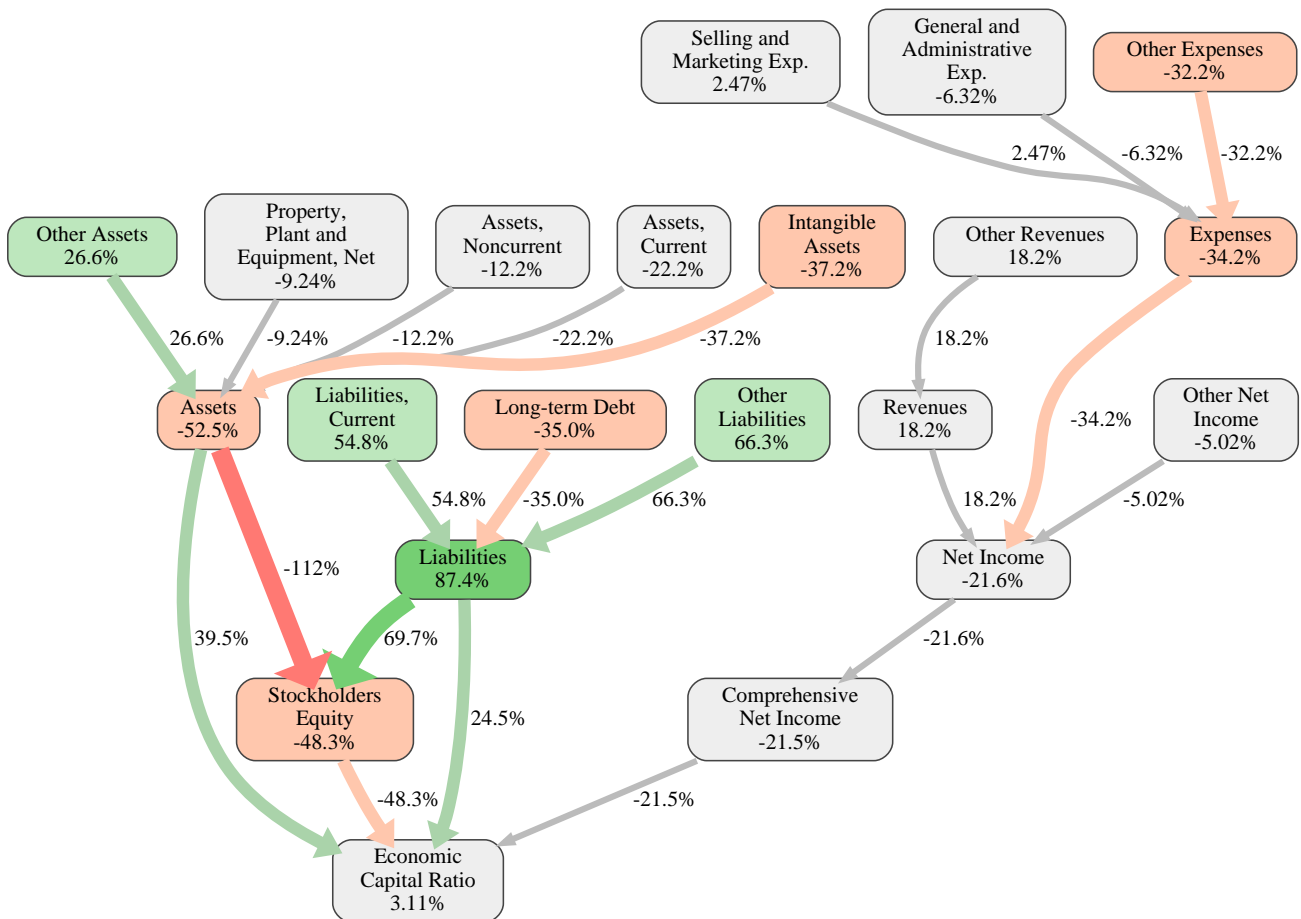 Selling and
Marketing Exp.
2.47%
General and
Administrative
Exp.
-6.32%
Other Expenses
-32.2%
2.47%
-6.32%
-32.2%
Other Assets
26.6%
Property,
Plant and
Equipment, Net
-9.24%
Assets,
Noncurrent
-12.2%
Assets,
Current
-22.2%
Intangible
Assets
-37.2%
Other Revenues
18.2%
Expenses
-34.2%
26.6%
-9.24%
-12.2%
-22.2%
-37.2%
18.2%
Assets
-52.5%
Liabilities,
Current
54.8%
Long-term Debt
-35.0%
Other
Liabilities
66.3%
Revenues
18.2%
-34.2%
Other Net
Income
-5.02%
54.8%
-35.0%
66.3%
18.2%
-5.02%
-112%
Liabilities
87.4%
Net Income
-21.6%
39.5%
69.7%
-21.6%
Stockholders
Equity
-48.3%
24.5%
Comprehensive
Net Income
-21.5%
-48.3%
-21.5%
Economic
Capital Ratio
3.11%